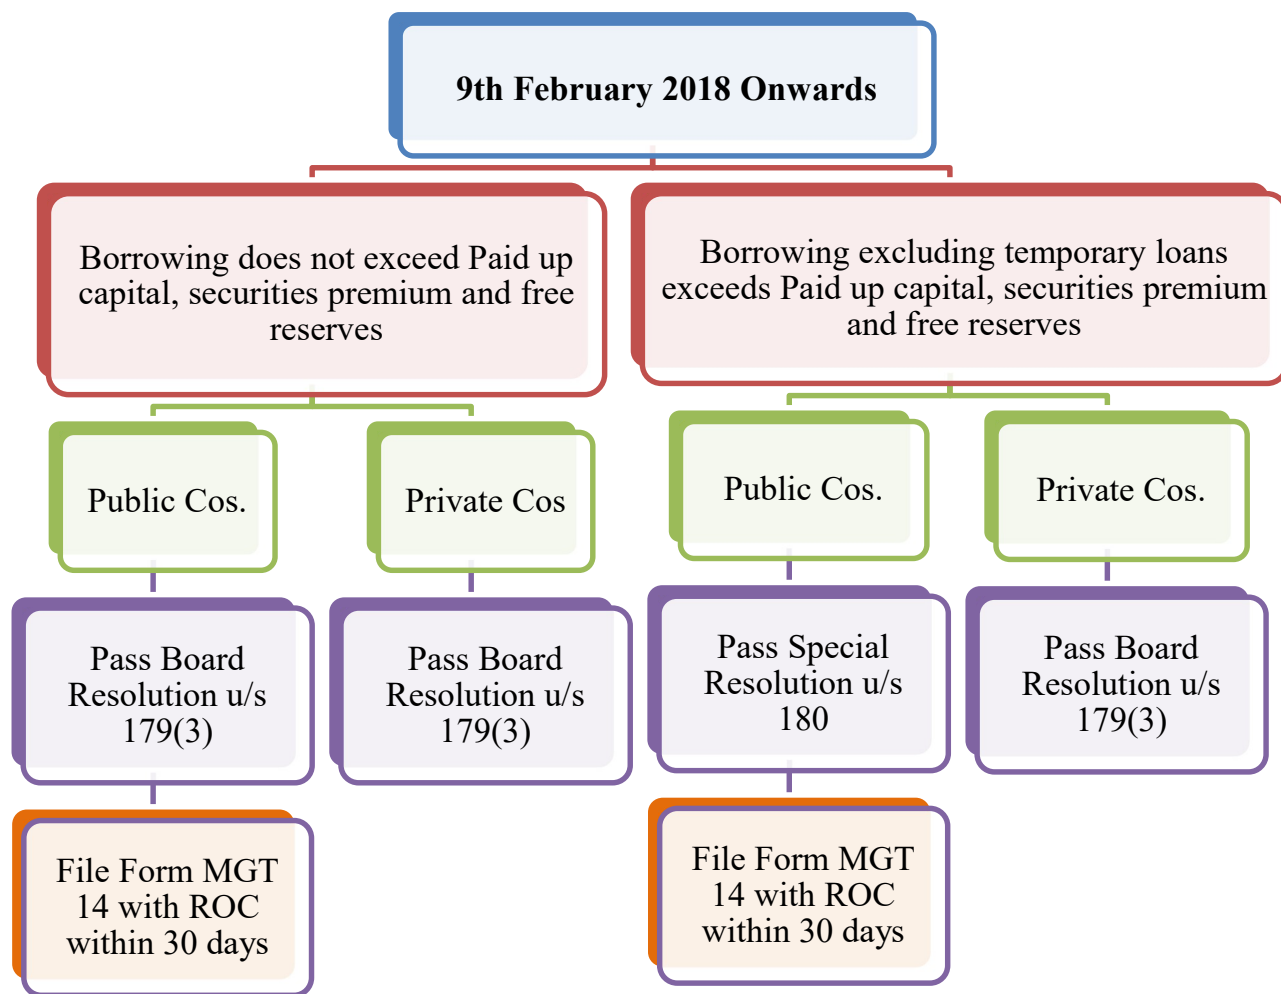 9th February 2018 Onwards
Borrowing does not exceed Paid up
capital, securities premium and free
reserves
Borrowing excluding temporary loans
exceeds Paid up capital, securities premium
and free reserves
Public Cos.
Private Cos
Public Cos.
Private Cos.
Pass Board
Resolution u/s
179(3)
Pass Board
Resolution u/s
179(3)
Pass Special
Resolution u/s
180
Pass Board
Resolution u/s
179(3)
File Form MGT
14 with ROC
within 30 days
File Form MGT
14 with ROC
within 30 days